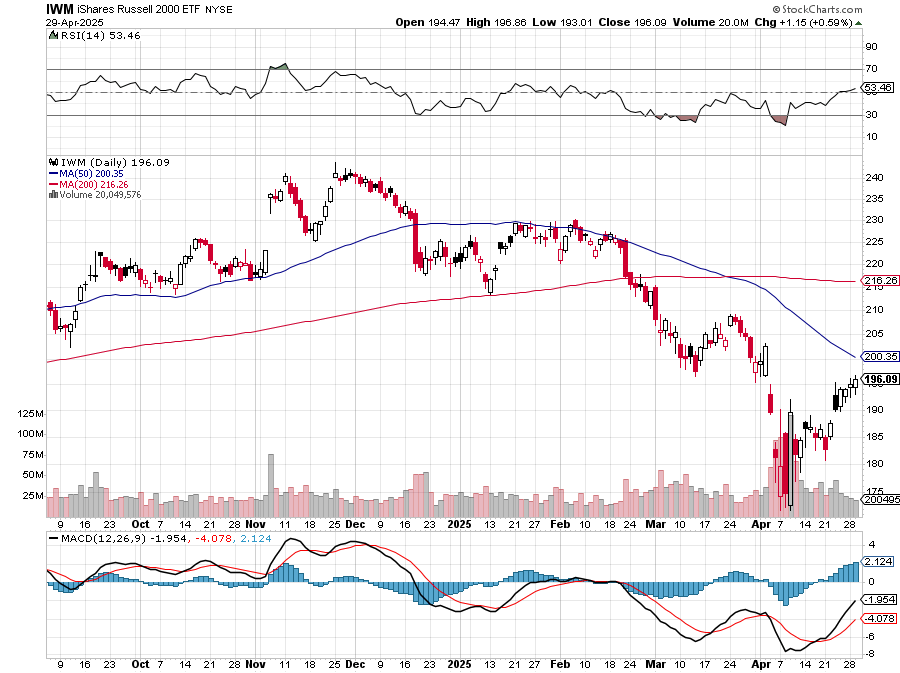 IWM iShares Russell 2000 ETF NYSE
© StockCharts.com
29-Apr-2025
Open 194.47 High 196.86 Low 193.01 Close 196.09 Volume 20.0M Chg +1.15 (+0.59%)
RSI(14) 53.46
90
70
53.46
30
10
IWM (Daily) 196.09
MA(50) 200.35
MA(200) 216.26
Volume 20,049,576
240
235
230
225
220
216.26
215
210
205
200.35
196.09
190
185
180
175
200495
125M
100M
75M
50M
25M
9 16 23 Oct 7 14 21 28 Nov 11 18 25 Dec 9 16 23 2025 13 21 27 Feb 10 18 24 Mar 10 17 24 Apr 7 14 21 28
MACD(12,26,9) -1.954, -4.078, 2.124
4
2.124
0
-1.954
-4.078
-6
-8
9 16 23 Oct 7 14 21 28 Nov 11 18 25 Dec 9 16 23 2025 13 21 27 Feb 10 18 24 Mar 10 17 24 Apr 7 14 21 28